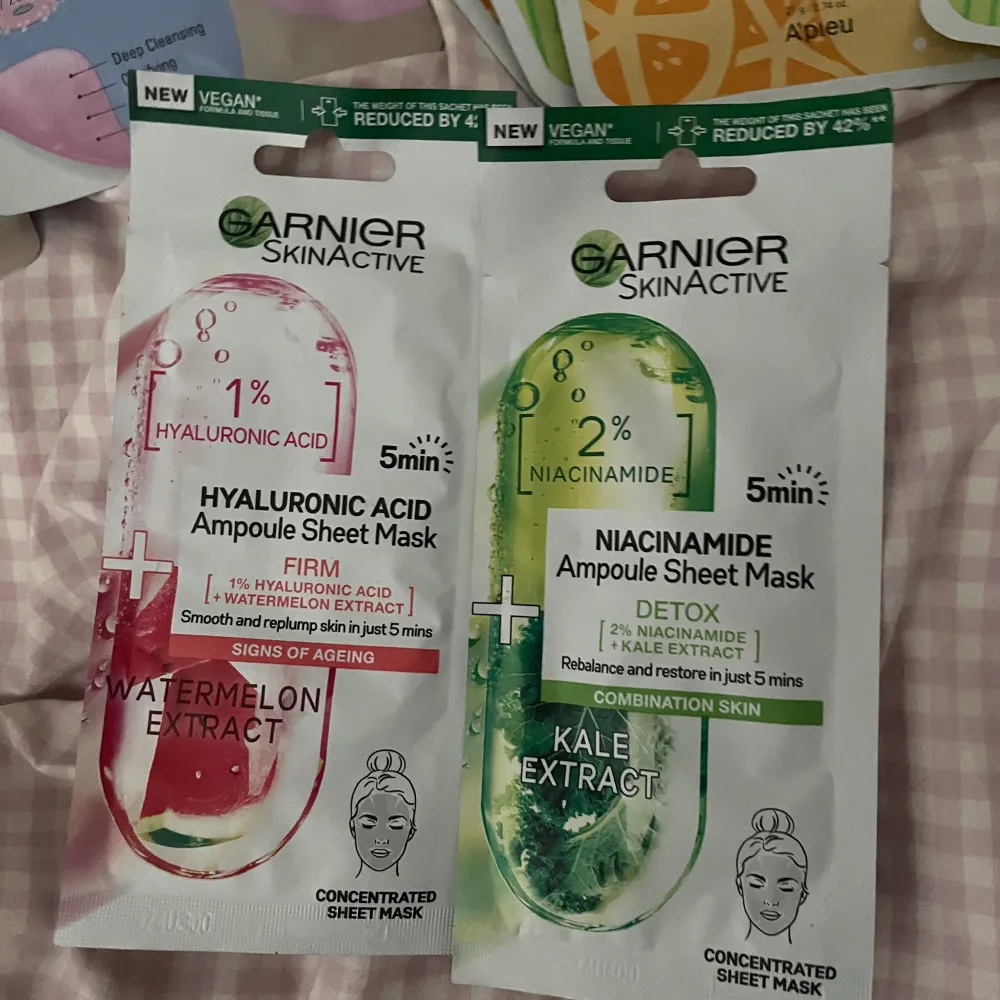 Deep Cleansing
A'pieu
NEW
VEGAN*
FORMULA AND TISSUE
THE WEIGHT OF THIS SACHET HAS BEEN
REDUCED BY 42
GARNIER
SKINACTIVE
1%
HYALURONIC ACID
5min
HYALURONIC ACID
Ampoule Sheet Mask
FIRM
1% HYALURONIC ACID
+ WATERMELON EXTRACT
Smooth and replump skin in just 5 mins
SIGNS OF AGEING
WATERMELON
EXTRACT
CONCENTRATED
SHEET MASK
NEW
VEGAN*
FORMULA AND TISSUE
THE WEIGHT OF THIS SACHET HAS BEEN
REDUCED BY 42%**
GARNIER
SKINACTIVE
2%
NIACINAMIDE
5min
NIACINAMIDE
Ampoule Sheet Mask
DETOX
2% NIACINAMIDE
+ KALE EXTRACT
Rebalance and restore in just 5 mins
COMBINATION SKIN
KALE
EXTRACT
CONCENTRATED
SHEET MASK